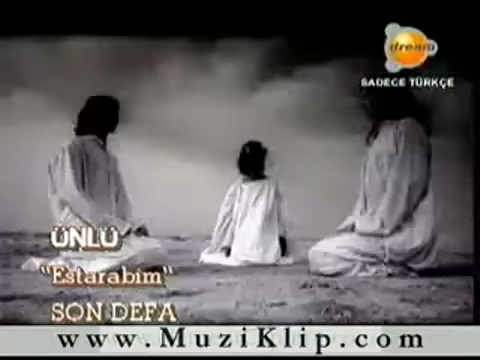 dream
SADECE TÜRKÇE
ÜNLÜ
"Estarabim"
SON DEFA
www.MuziKlip.com